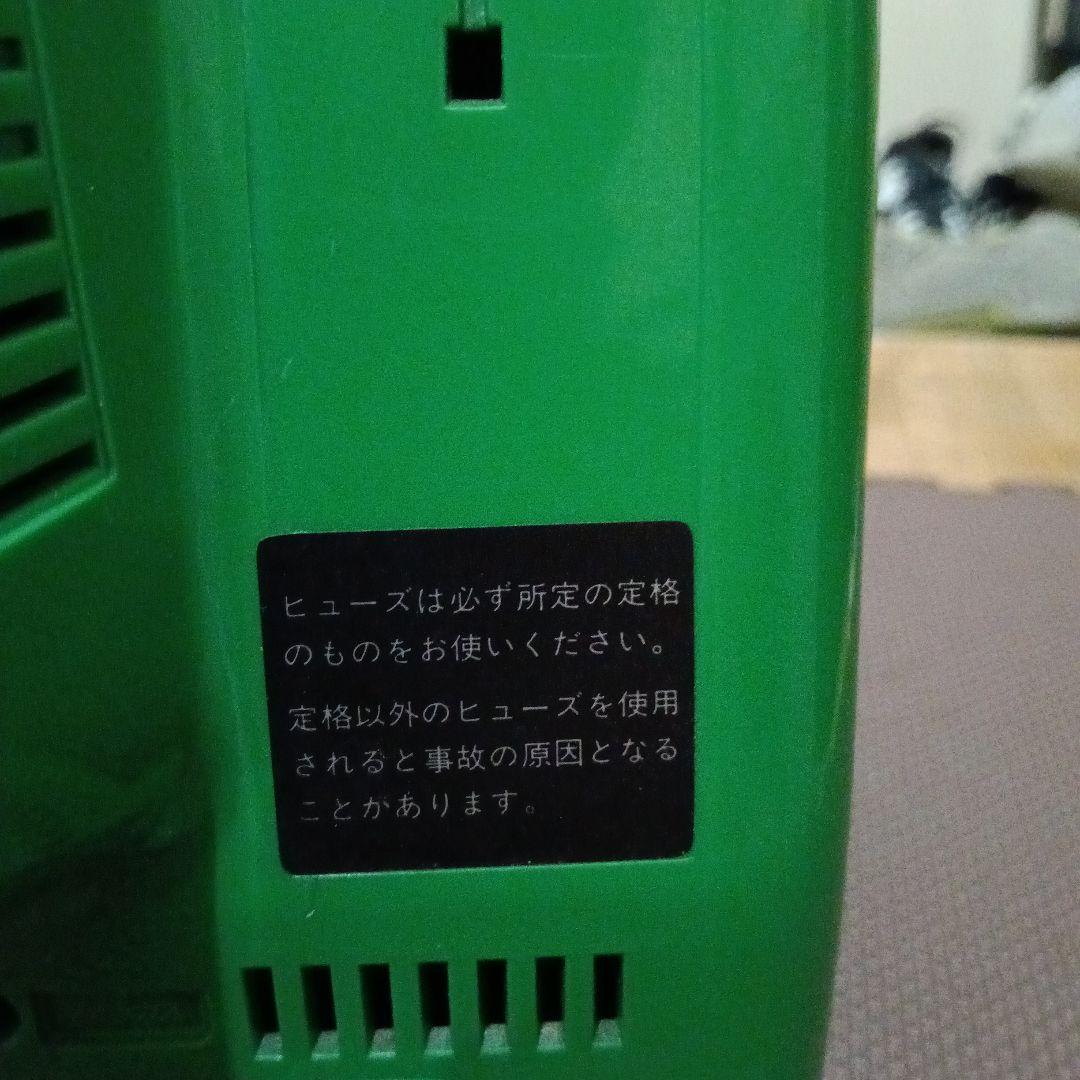 ヒューズは必ず所定の定格
のものをお使いください。
定格以外のヒューズを使用
されると事故の原因となる
ことがあります。